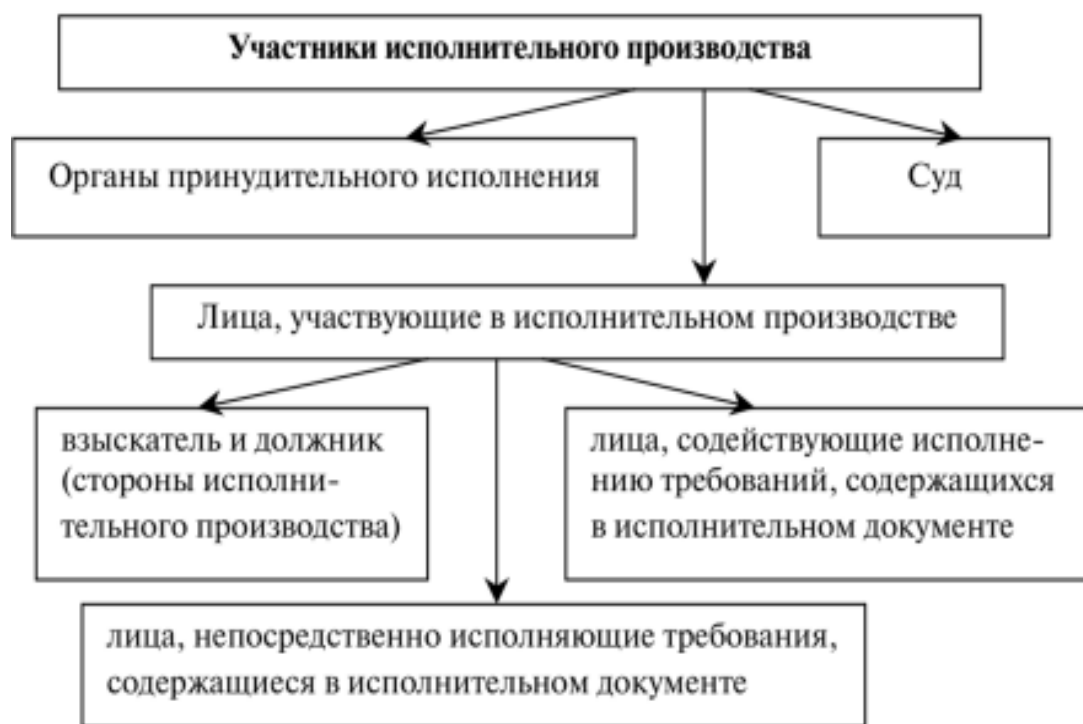 Участники исполнительного производства
Органы принудительного исполнения
Суд
Лица, участвующие в исполнительном производстве
взыскатель и должник
(стороны исполни-
тельного производства)
лица, содействующие исполне-
нию требований, содержащихся
в исполнительном документе
лица, непосредственно исполняющие требования,
содержащиеся в исполнительном документе